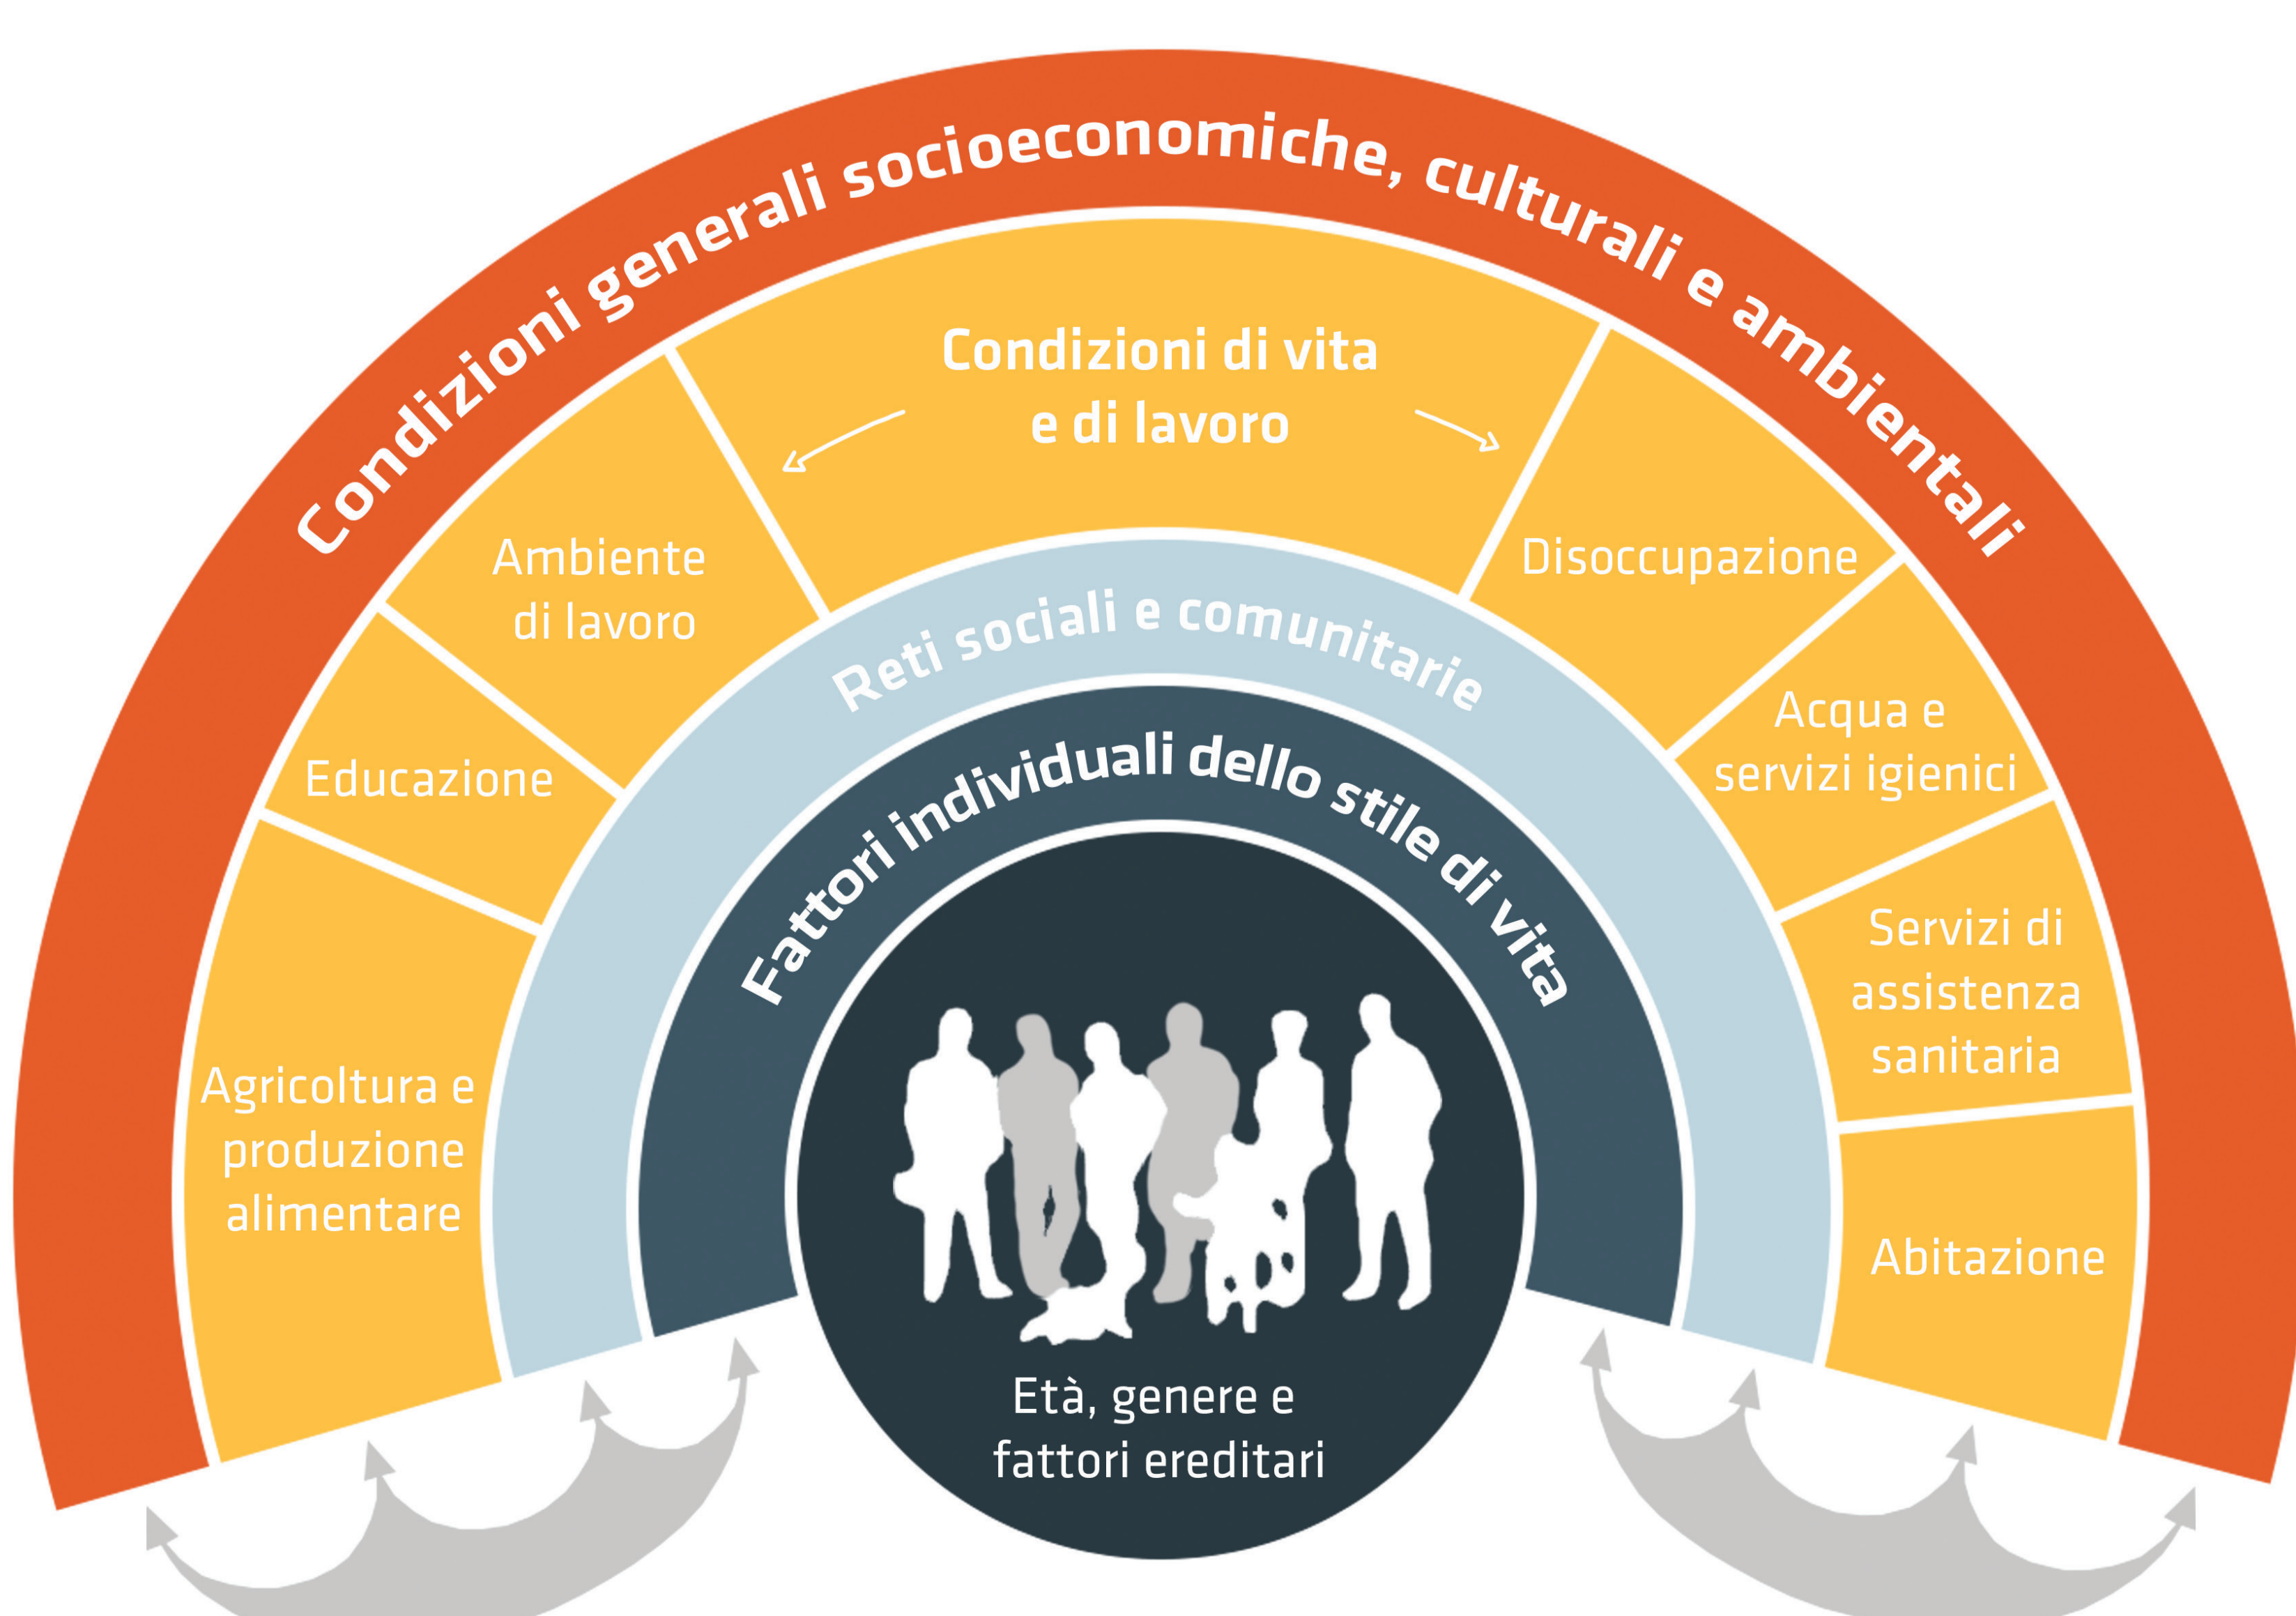 Condizioni generali socioeconomiche, culturali e ambientali
Condizioni di vita
e di lavoro
Agricoltura e
produzione
alimentare
Educazione
Ambiente
di lavoro
Disoccupazione
Acqua e
servizi igienici
Servizi di
assistenza
sanitaria
Abitazione
Reti sociali e comunitarie
Fattori individuali dello stile di vita
Età, genere e
fattori ereditari